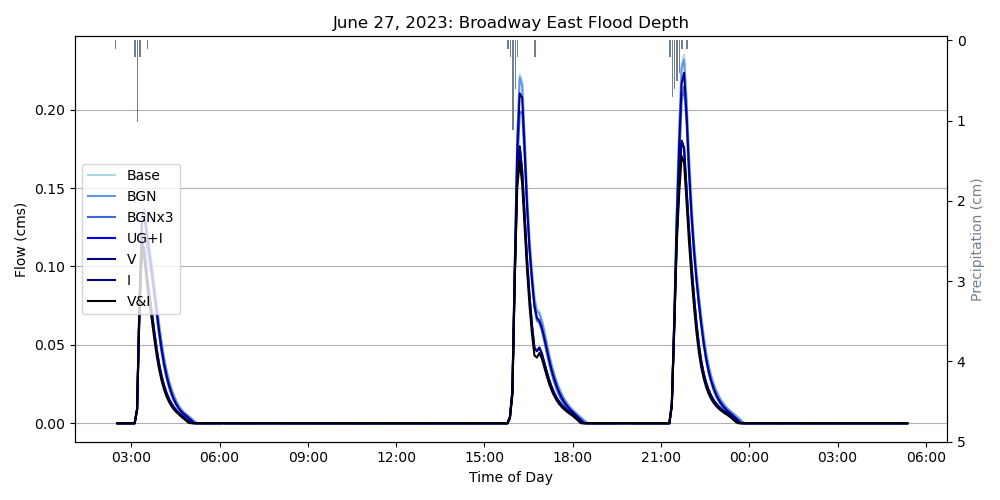 June 27, 2023: Broadway East Flood Depth
Flow (cms)
0.20
0.15
0.10
0.05
0.00
Base
BGN
BGNx3
UG+I
V
I
V&I
0
1
2
3
4
5
Precipitation (cm)
03:00 06:00 09:00 12:00 15:00 18:00 21:00 00:00 03:00 06:00
Time of Day